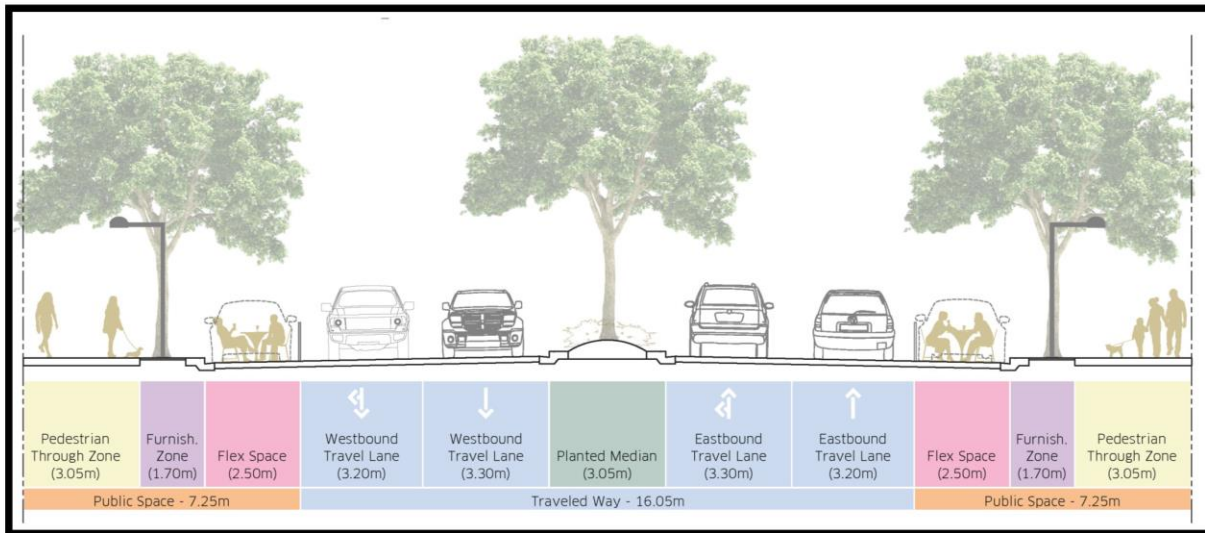 Pedestrian
Through Zone
(3.05m)
Furnish.
Zone
(1.70m)
Flex Space
(2.50m)
Westbound
Travel Lane
(3.20m)
Westbound
Travel Lane
(3.30m)
Planted Median
(3.05m)
Eastbound
Travel Lane
(3.30m)
Eastbound
Travel Lane
(3.20m)
Flex Space
(2.50m)
Furnish.
Zone
(1.70m)
Pedestrian
Through Zone
(3.05m)
Public Space - 7.25m
Traveled Way - 16.05m
Public Space - 7.25m